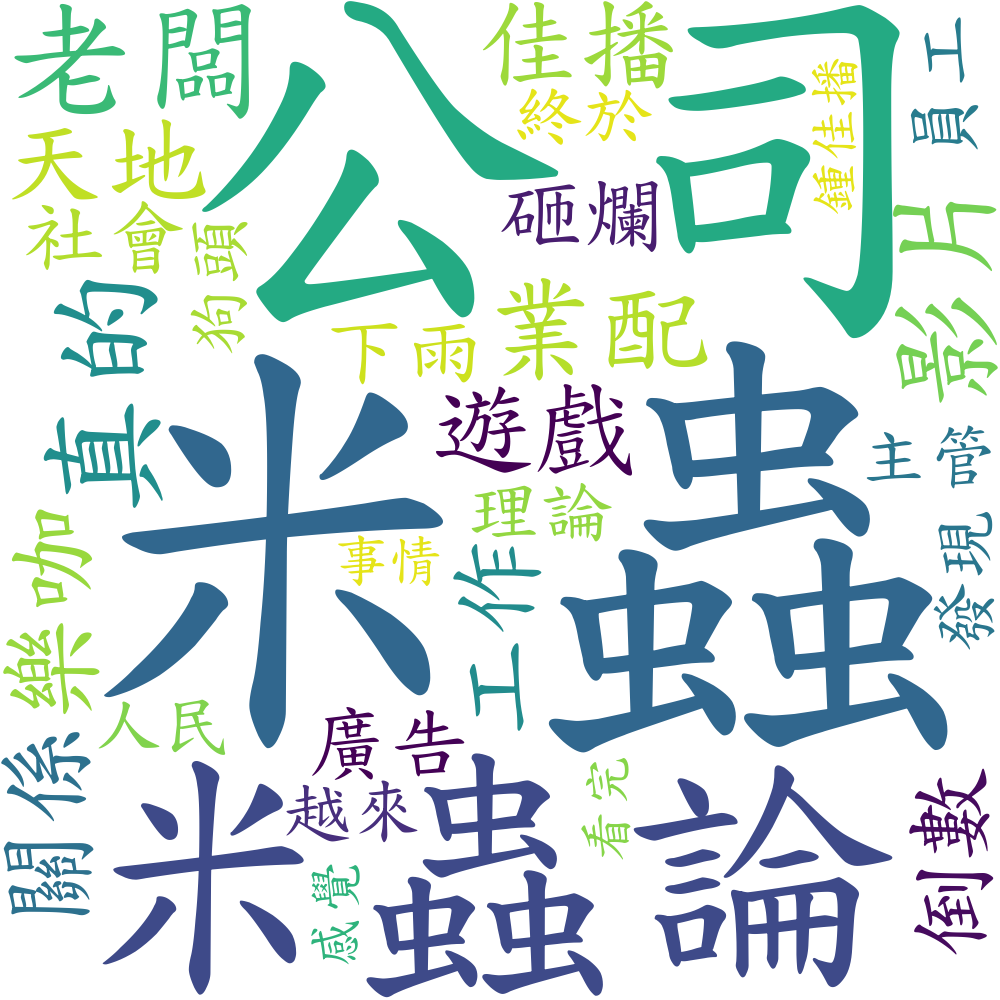 公司
老闆
佳播
終於
鍾佳播
員工
天地
社會
狗頭
砸爛
影片
真的
下雨
業配
米蟲
遊戲
主管
理論
事情
工作
發現
樂咖
人民
關係
廣告
越來
看完
米蟲論
感覺
倒數